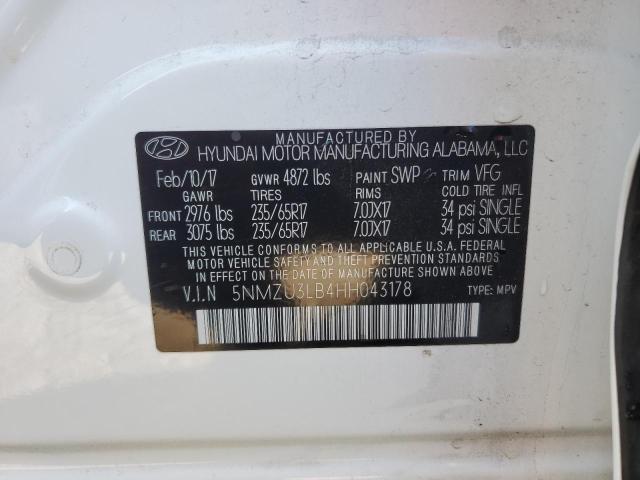 MANUFACTURED BY
HYUNDAI MOTOR MANUFACTURING ALABAMA, LLC
Feb/10/17 GVWR 4872 lbs PAINT SWP TRIM VFG
GAWR TIRES RIMS COLD TIRE INFL
FRONT 2976 lbs 235/65R17 7.0JX17 34 psi SINGLE
REAR 3075 lbs 235/65R17 7.0JX17 34 psi SINGLE
THIS VEHICLE CONFORMS TO ALL APPLICABLE U.S.A. FEDERAL
MOTOR VEHICLE SAFETY AND THEFT PREVENTION STANDARDS
IN EFFECT ON THE DATE OF MANUFACTURE SHOWN ABOVE.
V.I.N 5NMZU3LB4HH043178 TYPE: MPV